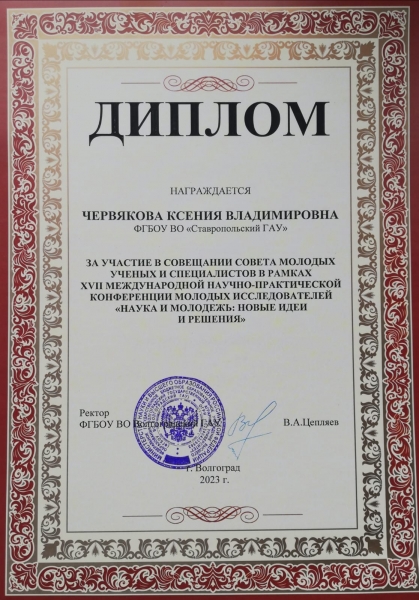 ДИПЛОМ
НАГРАЖДАЕТСЯ
ЧЕРВЯКОВА КСЕНИЯ ВЛАДИМИРОВНА
ФГБОУ ВО «Ставропольский ГАУ»
ЗА УЧАСТИЕ В СОВЕЩАНИИ СОВЕТА МОЛОДЫХ
УЧЕНЫХ И СПЕЦИАЛИСТОВ В РАМКАХ
XVII МЕЖДУНАРОДНОЙ НАУЧНО-ПРАКТИЧЕСКОЙ
КОНФЕРЕНЦИИ МОЛОДЫХ ИССЛЕДОВАТЕЛЕЙ
«НАУКА И МОЛОДЕЖЬ: НОВЫЕ ИДЕИ
И РЕШЕНИЯ»
Ректор
ФГБОУ ВО Волгоградский ГАУ
В.А.Цепляев
г. Волгоград
2023 г.